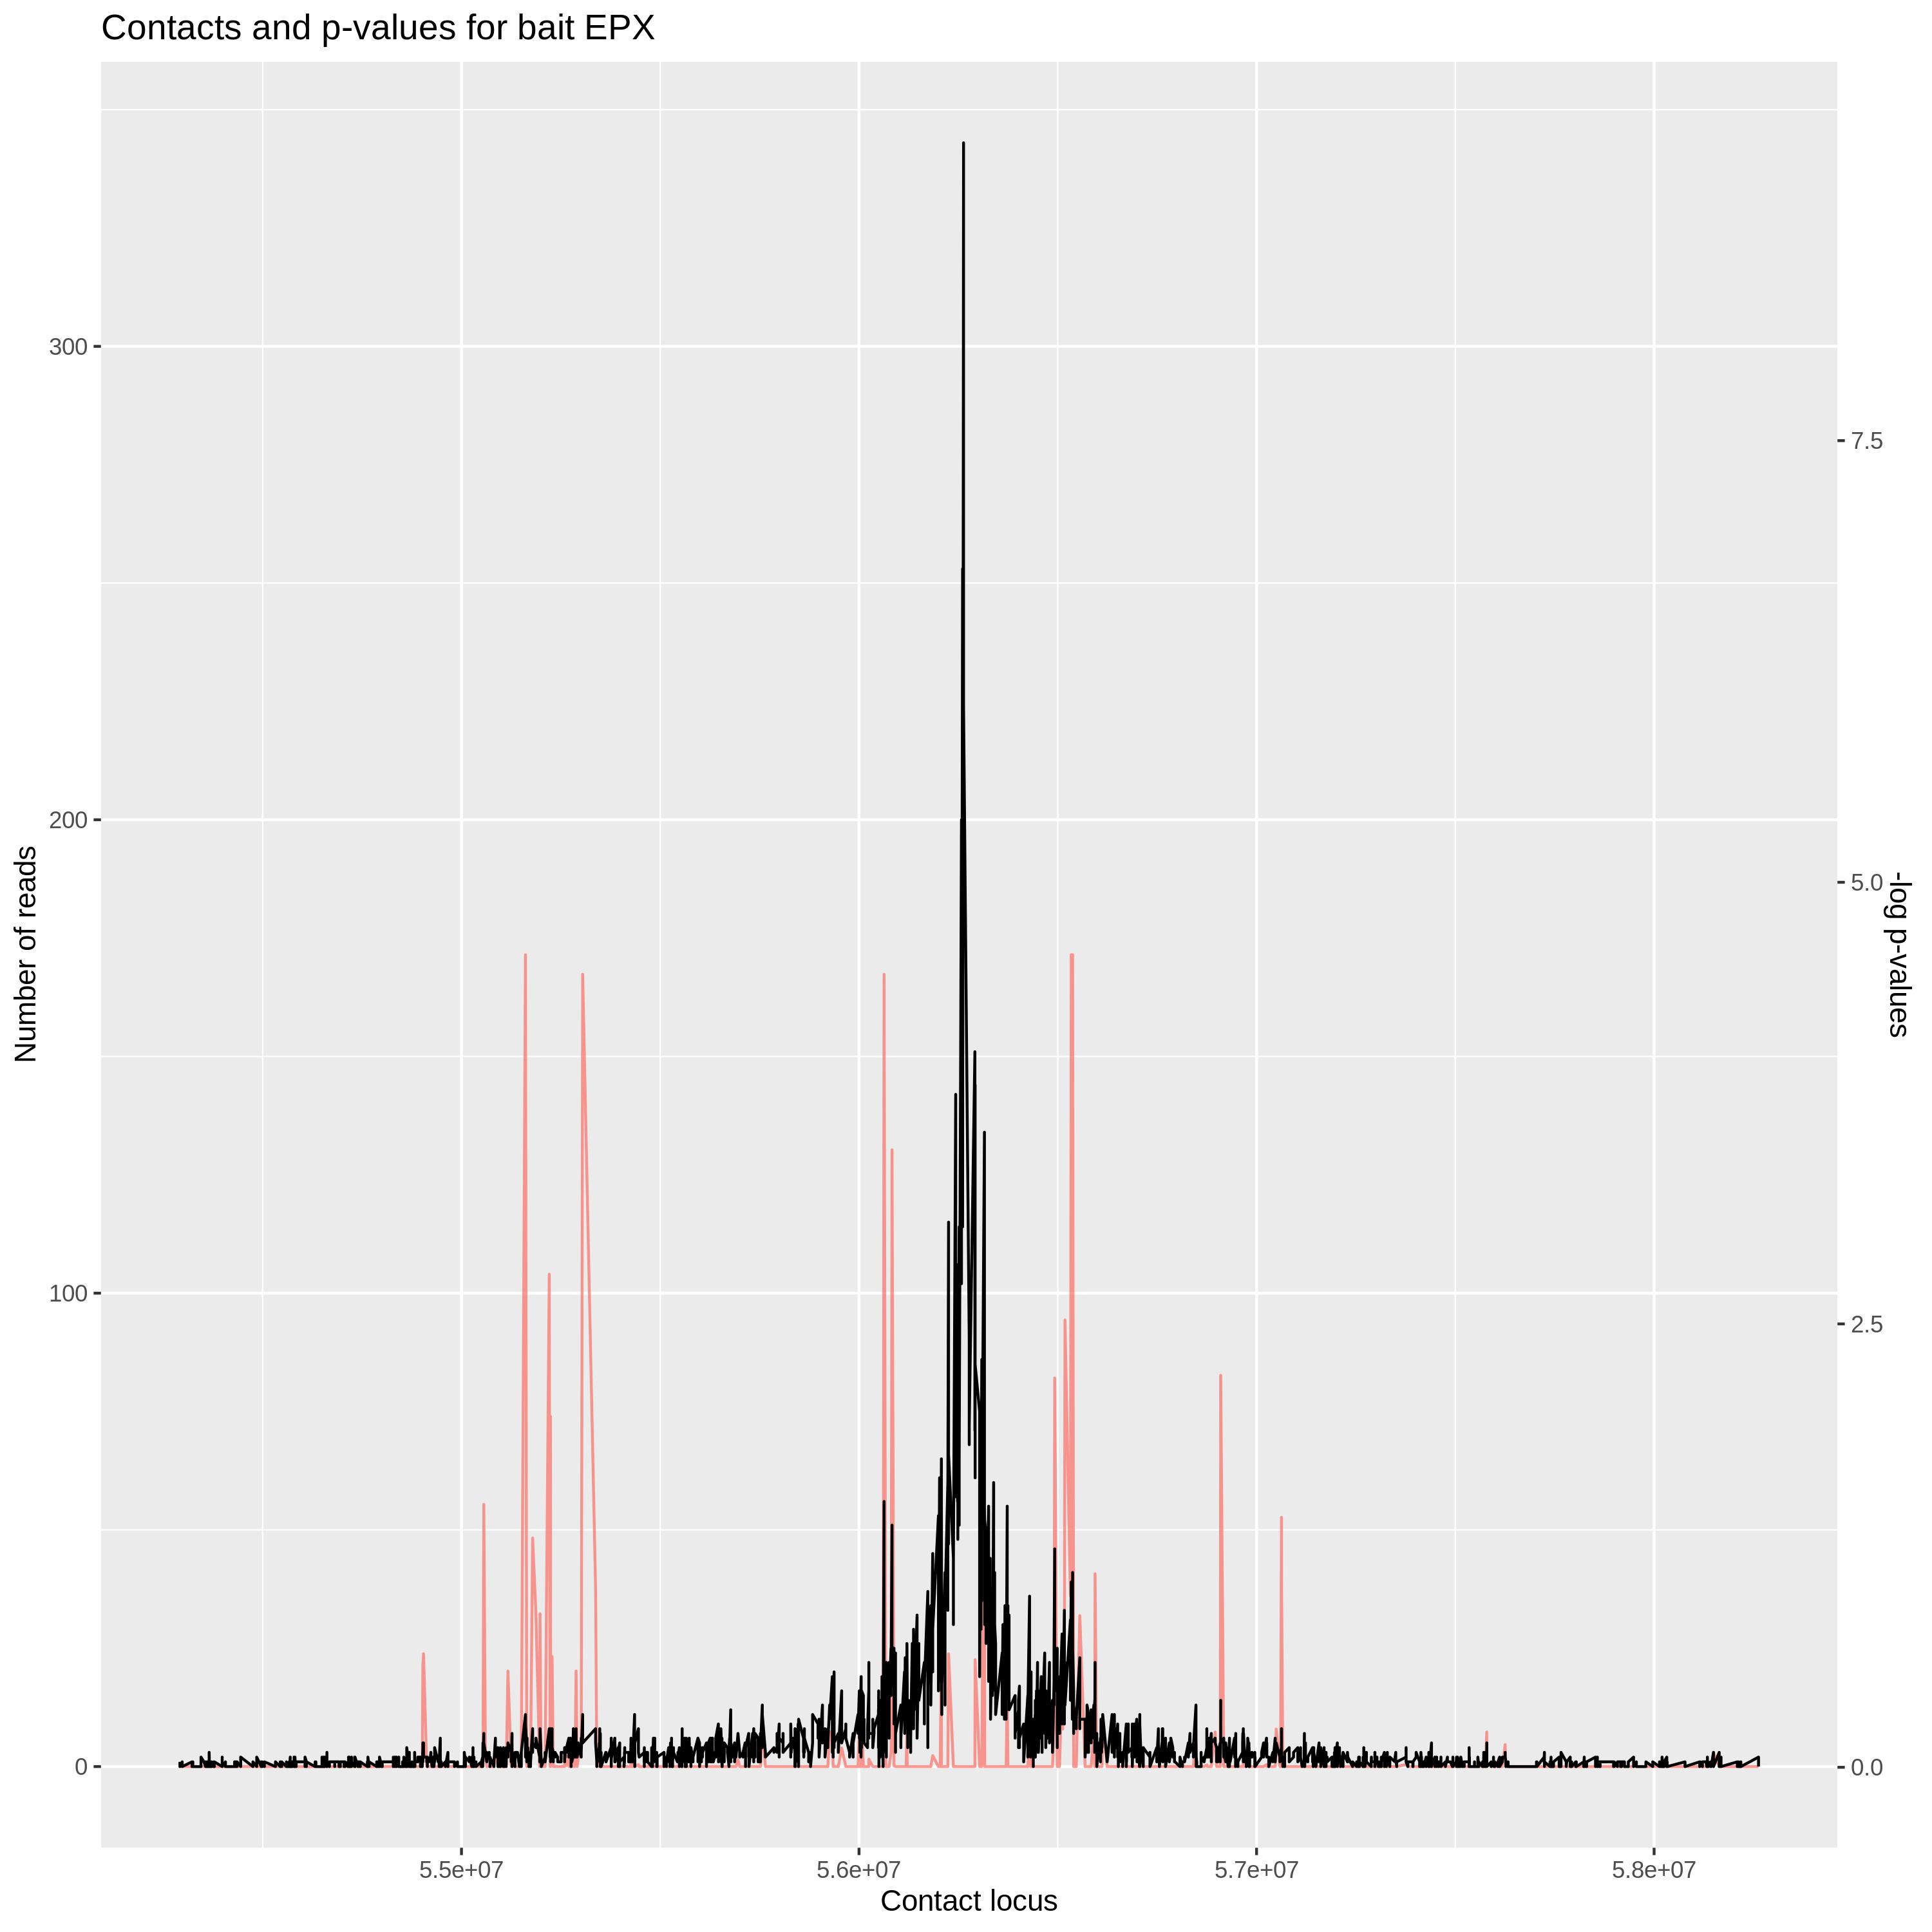 Contacts and p-values for bait EPX
Number of reads
300
200
100
0
7.5
5.0
2.5
0.0
-log p-values
5.5e+07
5.6e+07
5.7e+07
5.8e+07
Contact locus